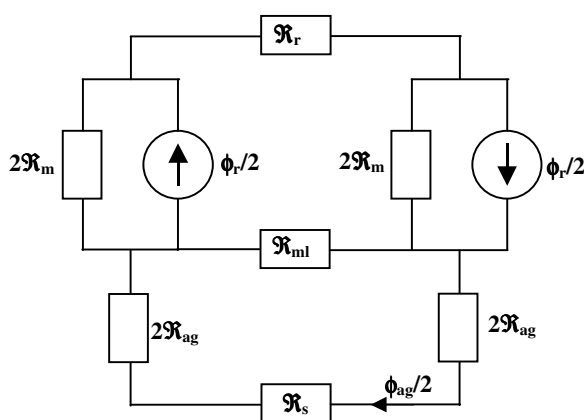 ℜr
2ℜm
ϕr/2
2ℜm
ϕr/2
ℜml
2ℜag
2ℜag
ϕag/2
ℜs